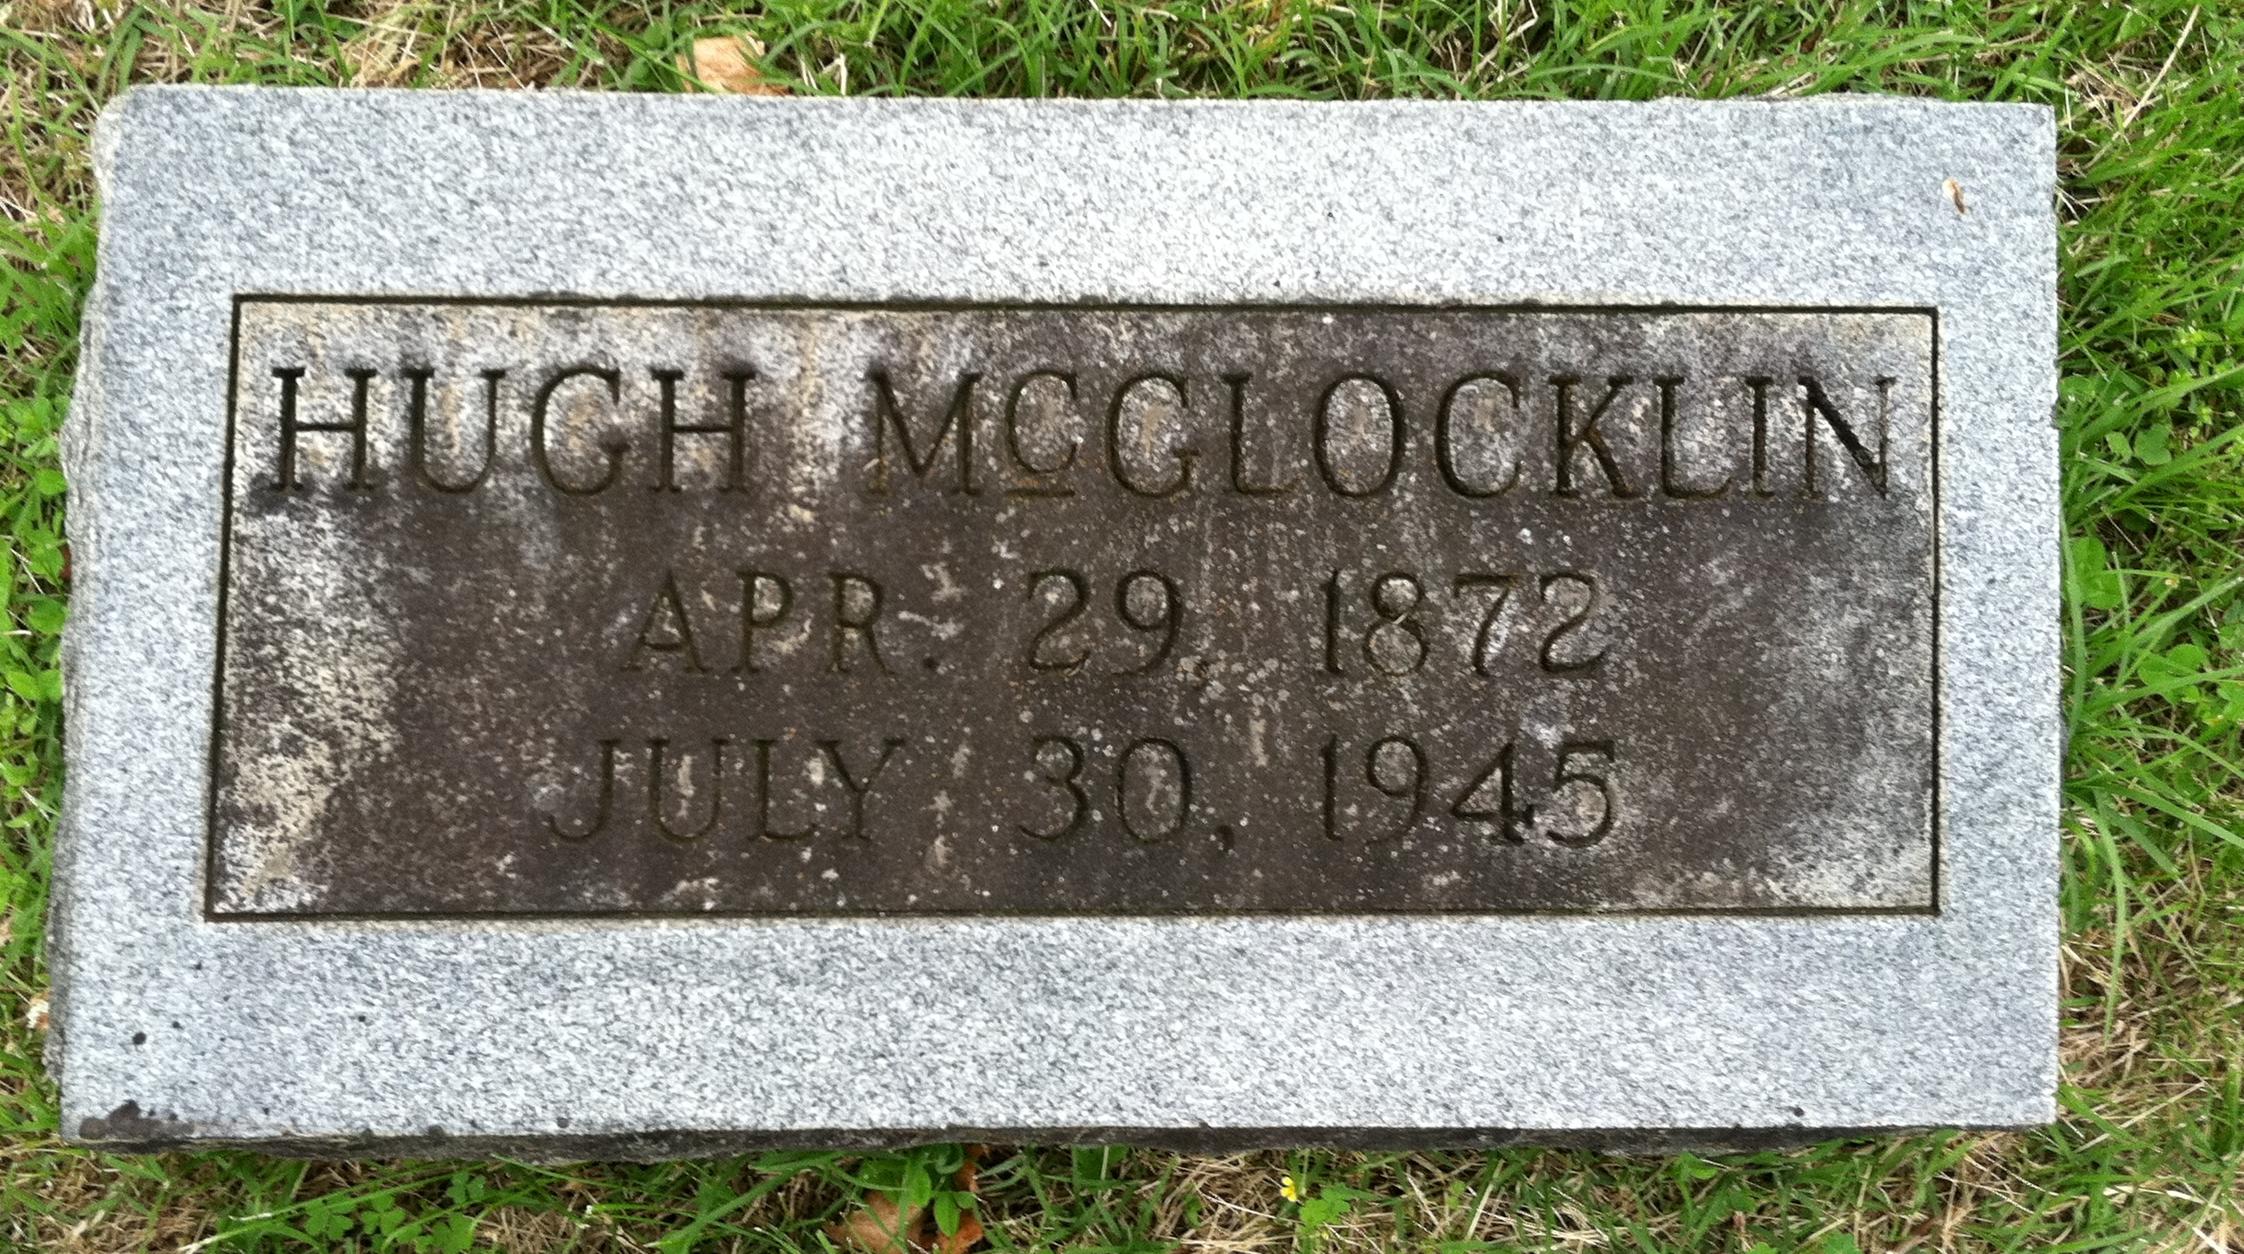 HUGH McGLOCKLIN
APR. 29, 1872
JULY 30, 1945